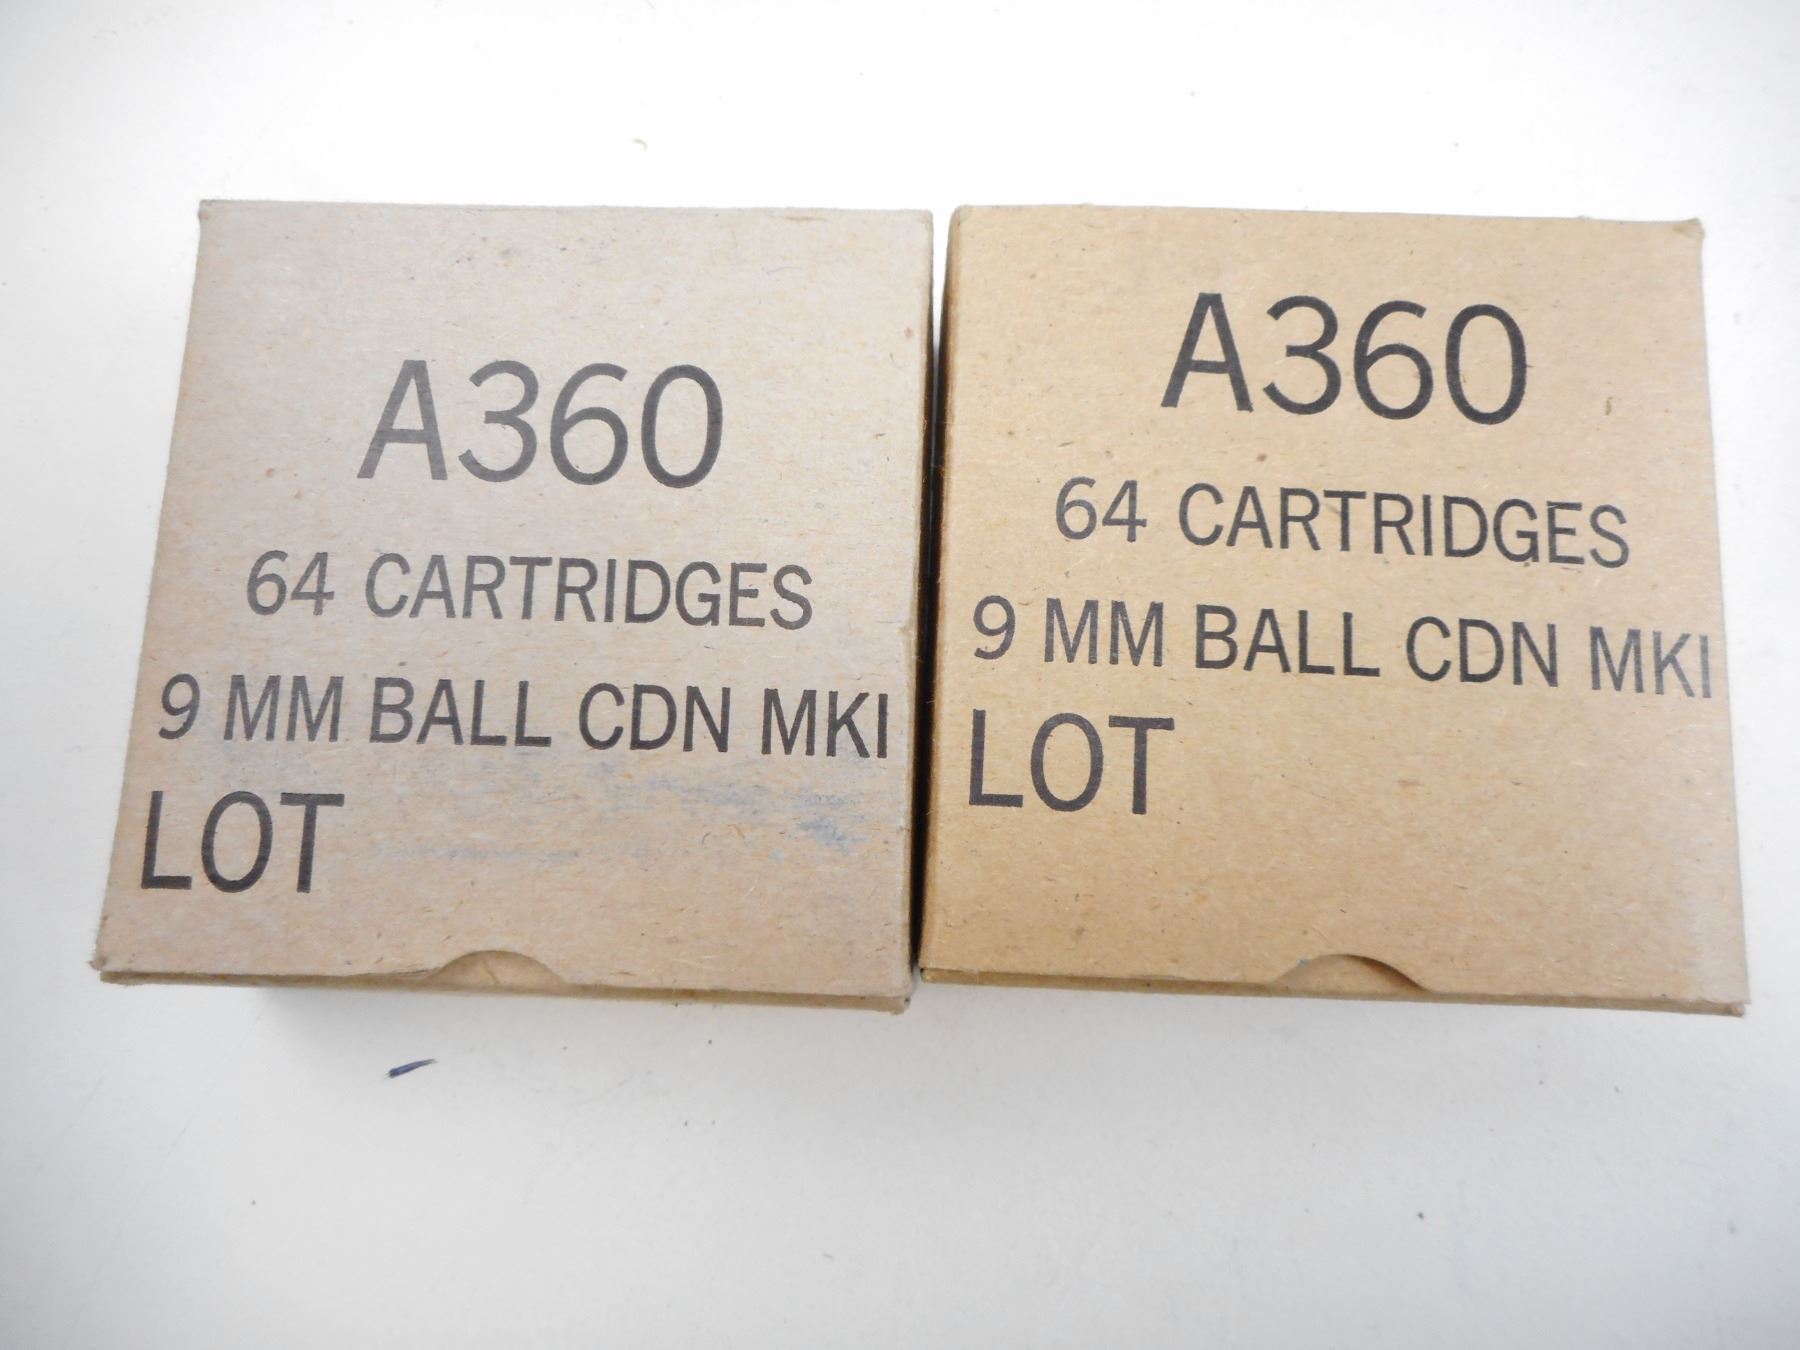 A360
64 CARTRIDGES
9 MM BALL CDN MKI
LOT
A360
64 CARTRIDGES
9 MM BALL CDN MKI
LOT